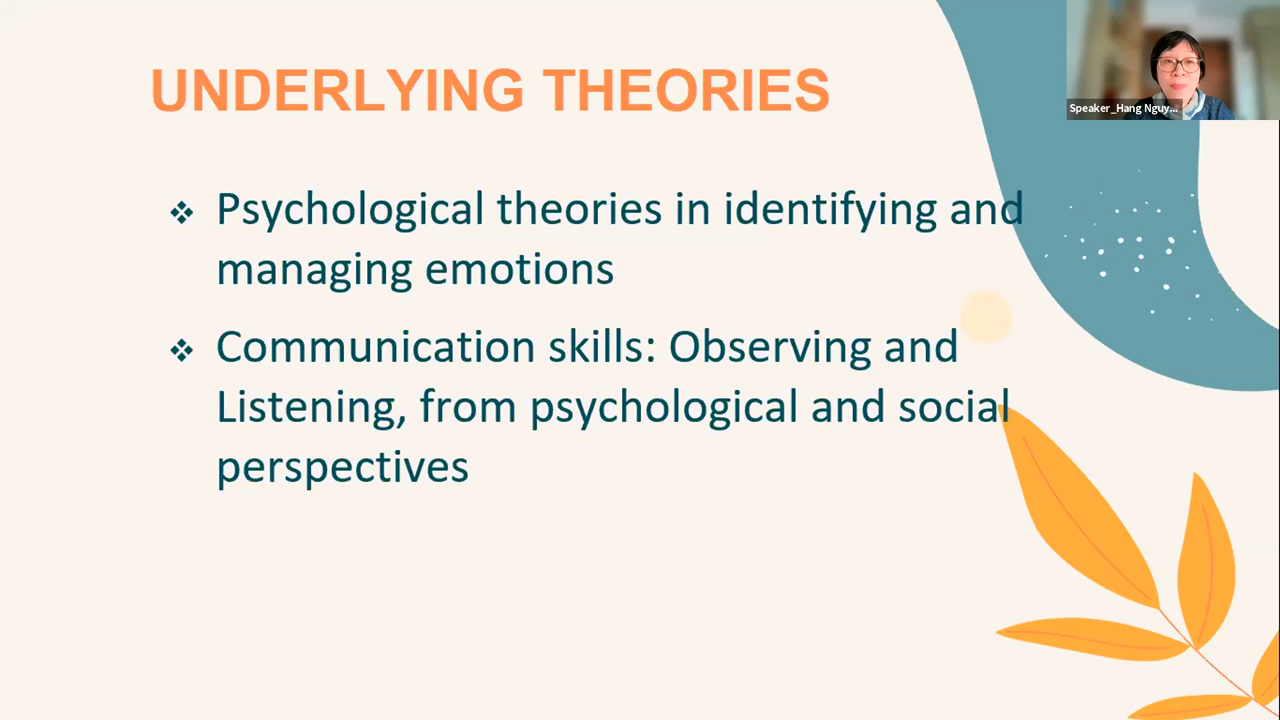 UNDERLYING THEORIES
Speaker_Hang Nguy...
❖ Psychological theories in identifying and
managing emotions
❖ Communication skills: Observing and
Listening, from psychological and social
perspectives